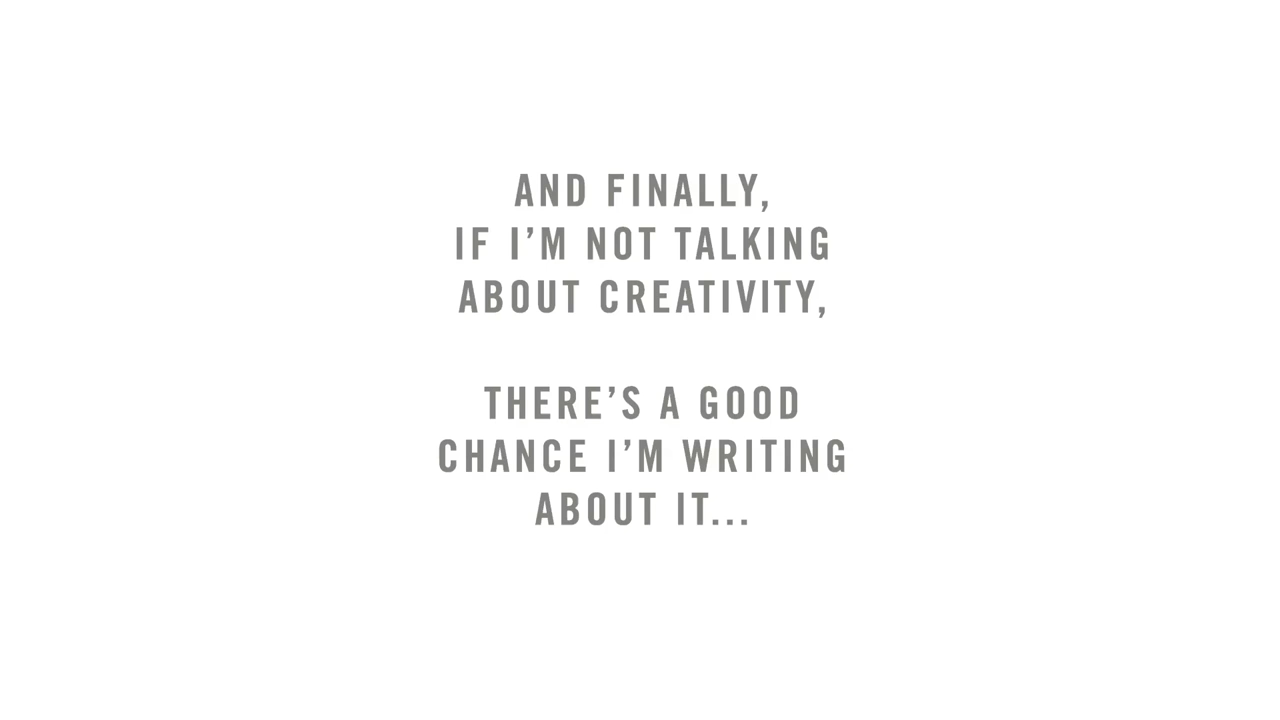 AND FINALLY,
IF I’M NOT TALKING
ABOUT CREATIVITY,
THERE’S A GOOD
CHANCE I’M WRITING
ABOUT IT...